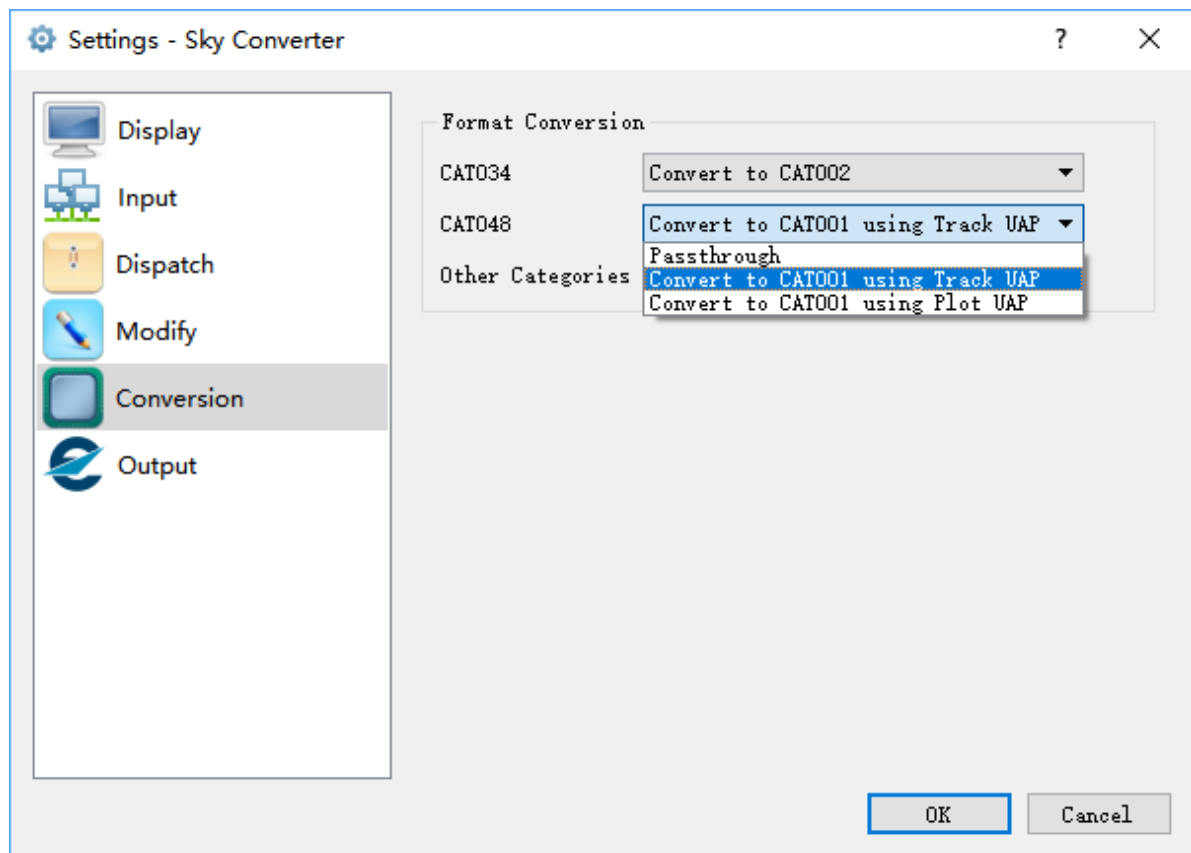 Settings - Sky Converter
Display
Input
Dispatch
Modify
Conversion
Output
Format Conversion
CAT034 Convert to CAT002
CAT048 Convert to CAT001 using Track UAP
Passthrough
Other Categories Convert to CAT001 using Track UAP
Convert to CAT001 using Plot UAP
OK Cancel